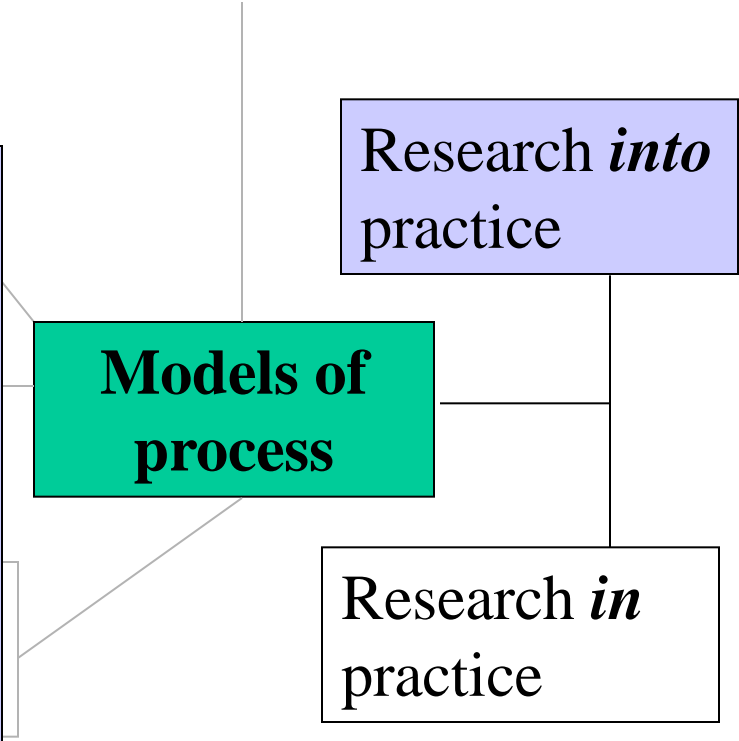 Research into
practice
Models of
process
Research in
practice